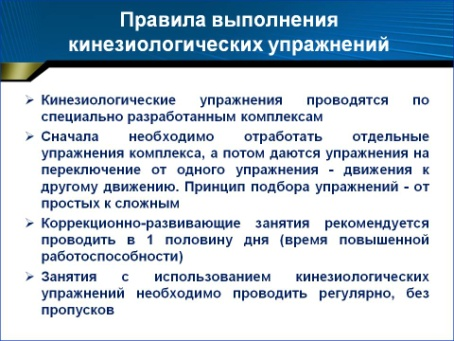 Правила выполнения
кинезиологических упражнений
Кинезиологические упражнения проводятся по
специально разработанным комплексам
Сначала необходимо отработать отдельные
упражнения комплекса, а потом даются упражнения на
переключение от одного упражнения - движения к
другому движению. Принцип подбора упражнений - от
простых к сложным
Коррекционно-развивающие занятия рекомендуется
проводить в 1 половину дня (время повышенной
работоспособности)
Занятия с использованием кинезиологических
упражнений необходимо проводить регулярно, без
пропусков